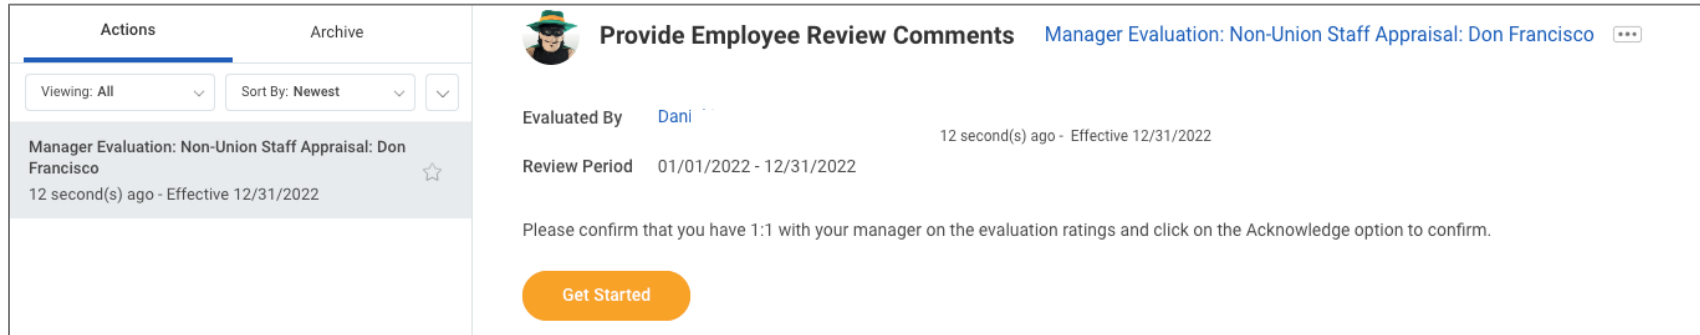 Actions
Archive
Viewing: All
Sort By: Newest
Manager Evaluation: Non-Union Staff Appraisal: Don
Francisco
12 second(s) ago - Effective 12/31/2022
Provide Employee Review Comments
Manager Evaluation: Non-Union Staff Appraisal: Don Francisco
Evaluated By
Dani
12 second(s) ago - Effective 12/31/2022
Review Period
01/01/2022 - 12/31/2022
Please confirm that you have 1:1 with your manager on the evaluation ratings and click on the Acknowledge option to confirm.
Get Started